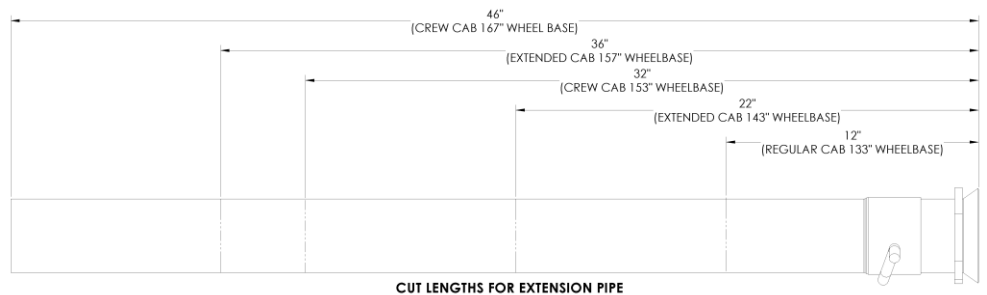 46"
(CREW CAB 167" WHEEL BASE)
36"
(EXTENDED CAB 157" WHEELBASE)
32"
(CREW CAB 153" WHEELBASE)
22"
(EXTENDED CAB 143" WHEELBASE)
12"
(REGULAR CAB 133" WHEELBASE)
CUT LENGTHS FOR EXTENSION PIPE